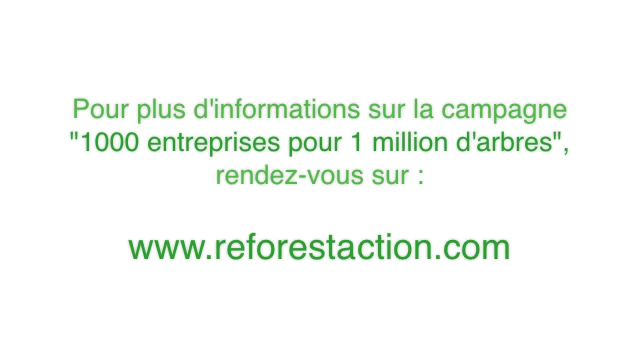 Pour plus d'informations sur la campagne
"1000 entreprises pour 1 million d'arbres",
rendez-vous sur :
www.reforestaction.com